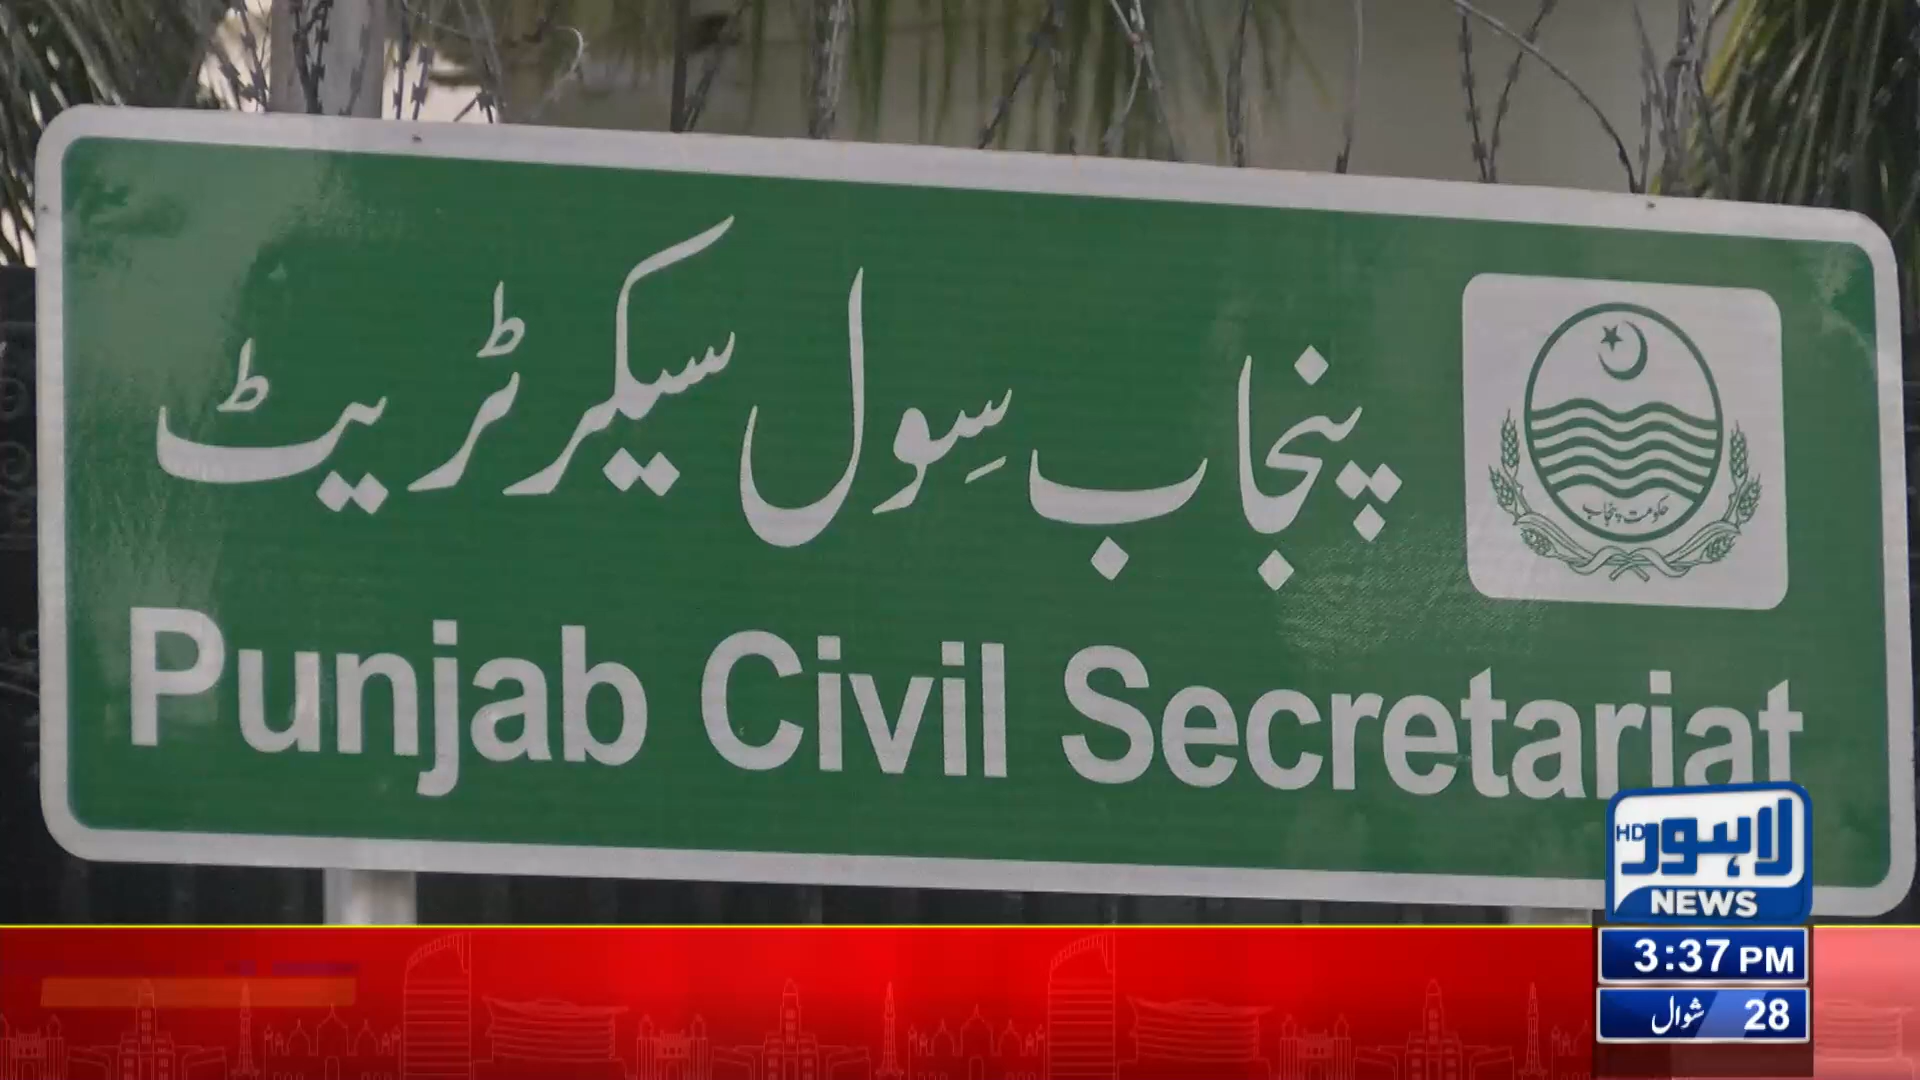 پنجاب سِول سیکرٹریٹ
حکومت پنجاب
Punjab Civil Secretariat
HD لاہور
NEWS
3:37 PM
28 شوال